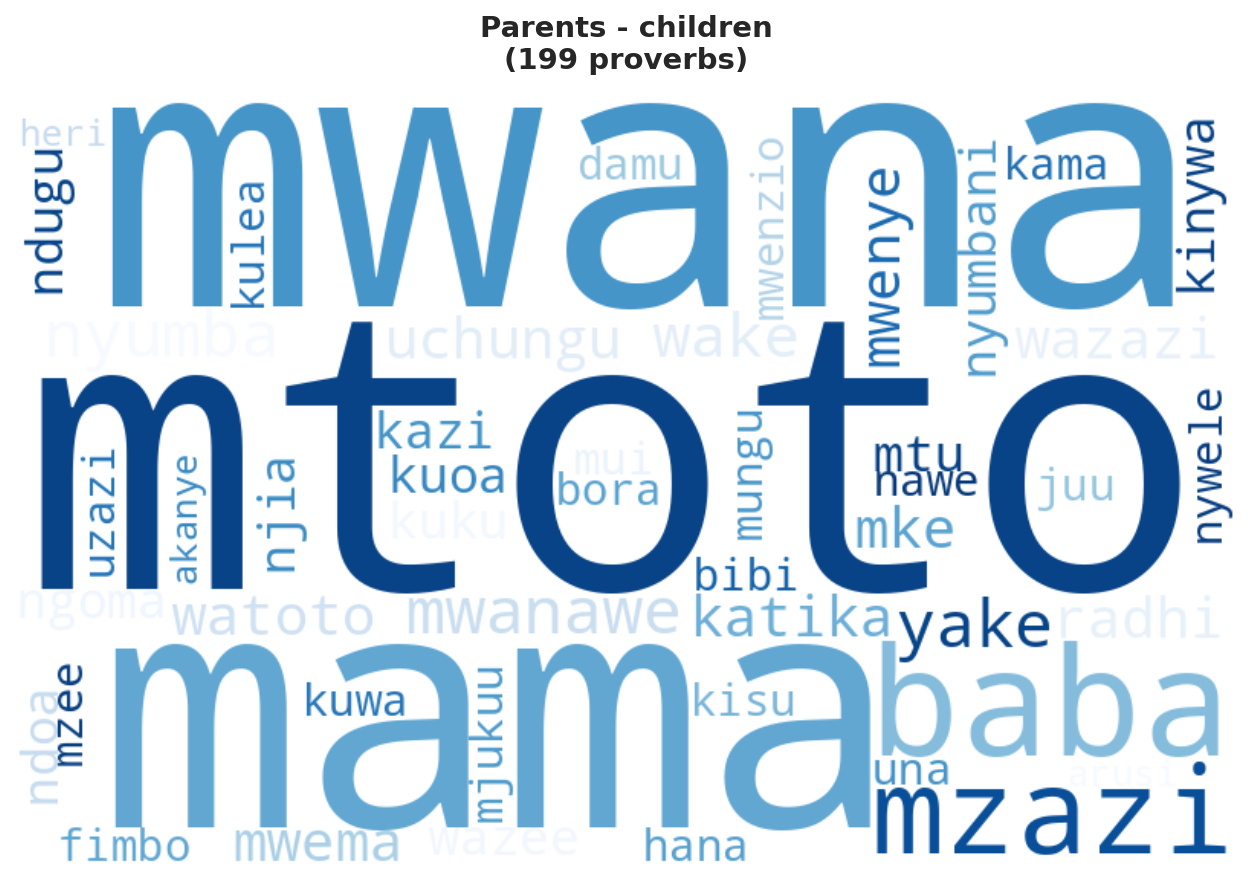 Parents - children
(199 proverbs)
heri
ndugu
mwana
kulea
damu
mwenzio
mwenye
nyumbani
kama
kinywa
nyumba
uchungu
wake
wazazi
mtoto
uzazi
akanye
njia
kazi
kuoa
kuku
mui
bora
mungu
mtu
nawe
mke
juu
nywele
bibi
ngoma
watoto
mwanawe
katika
yake
radhi
ndoa
mzee
mama
kuwa
mjukuu
kisu
baba
una
arusi
mzazi
fimbo
mwema
wazee
hana